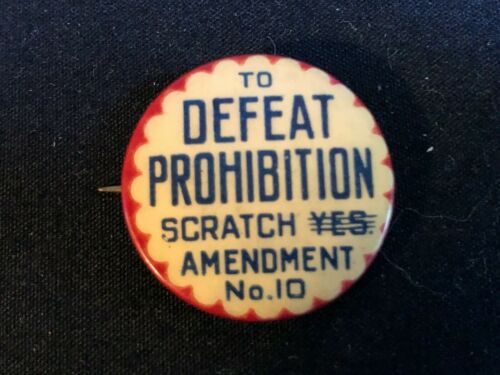 TO
DEFEAT
PROHIBITION
SCRATCH YES.
AMENDMENT
No.10